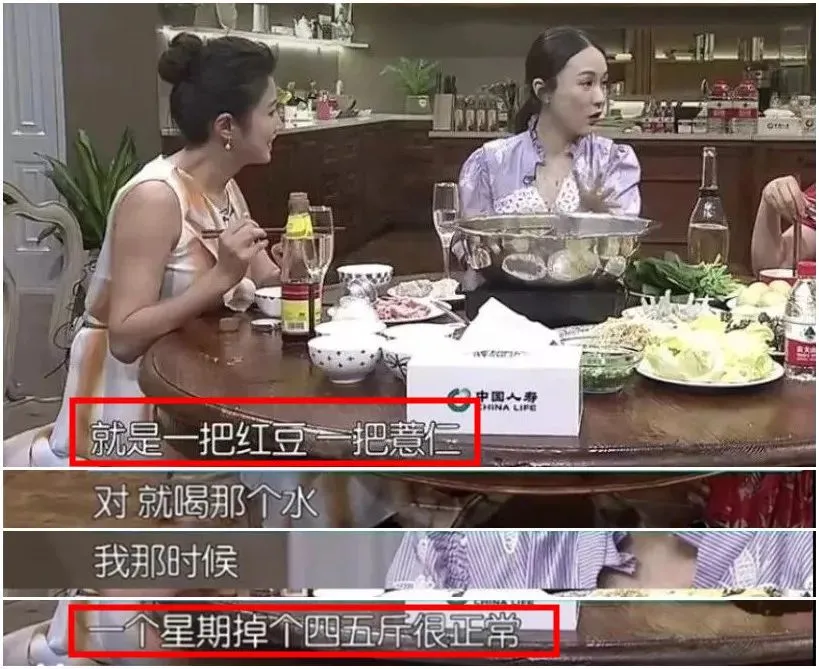 中国人寿
CHINA LIFE
就是一把红豆 一把薏仁
对 就喝那个水
我那时候
一个星期掉个四五斤很正常